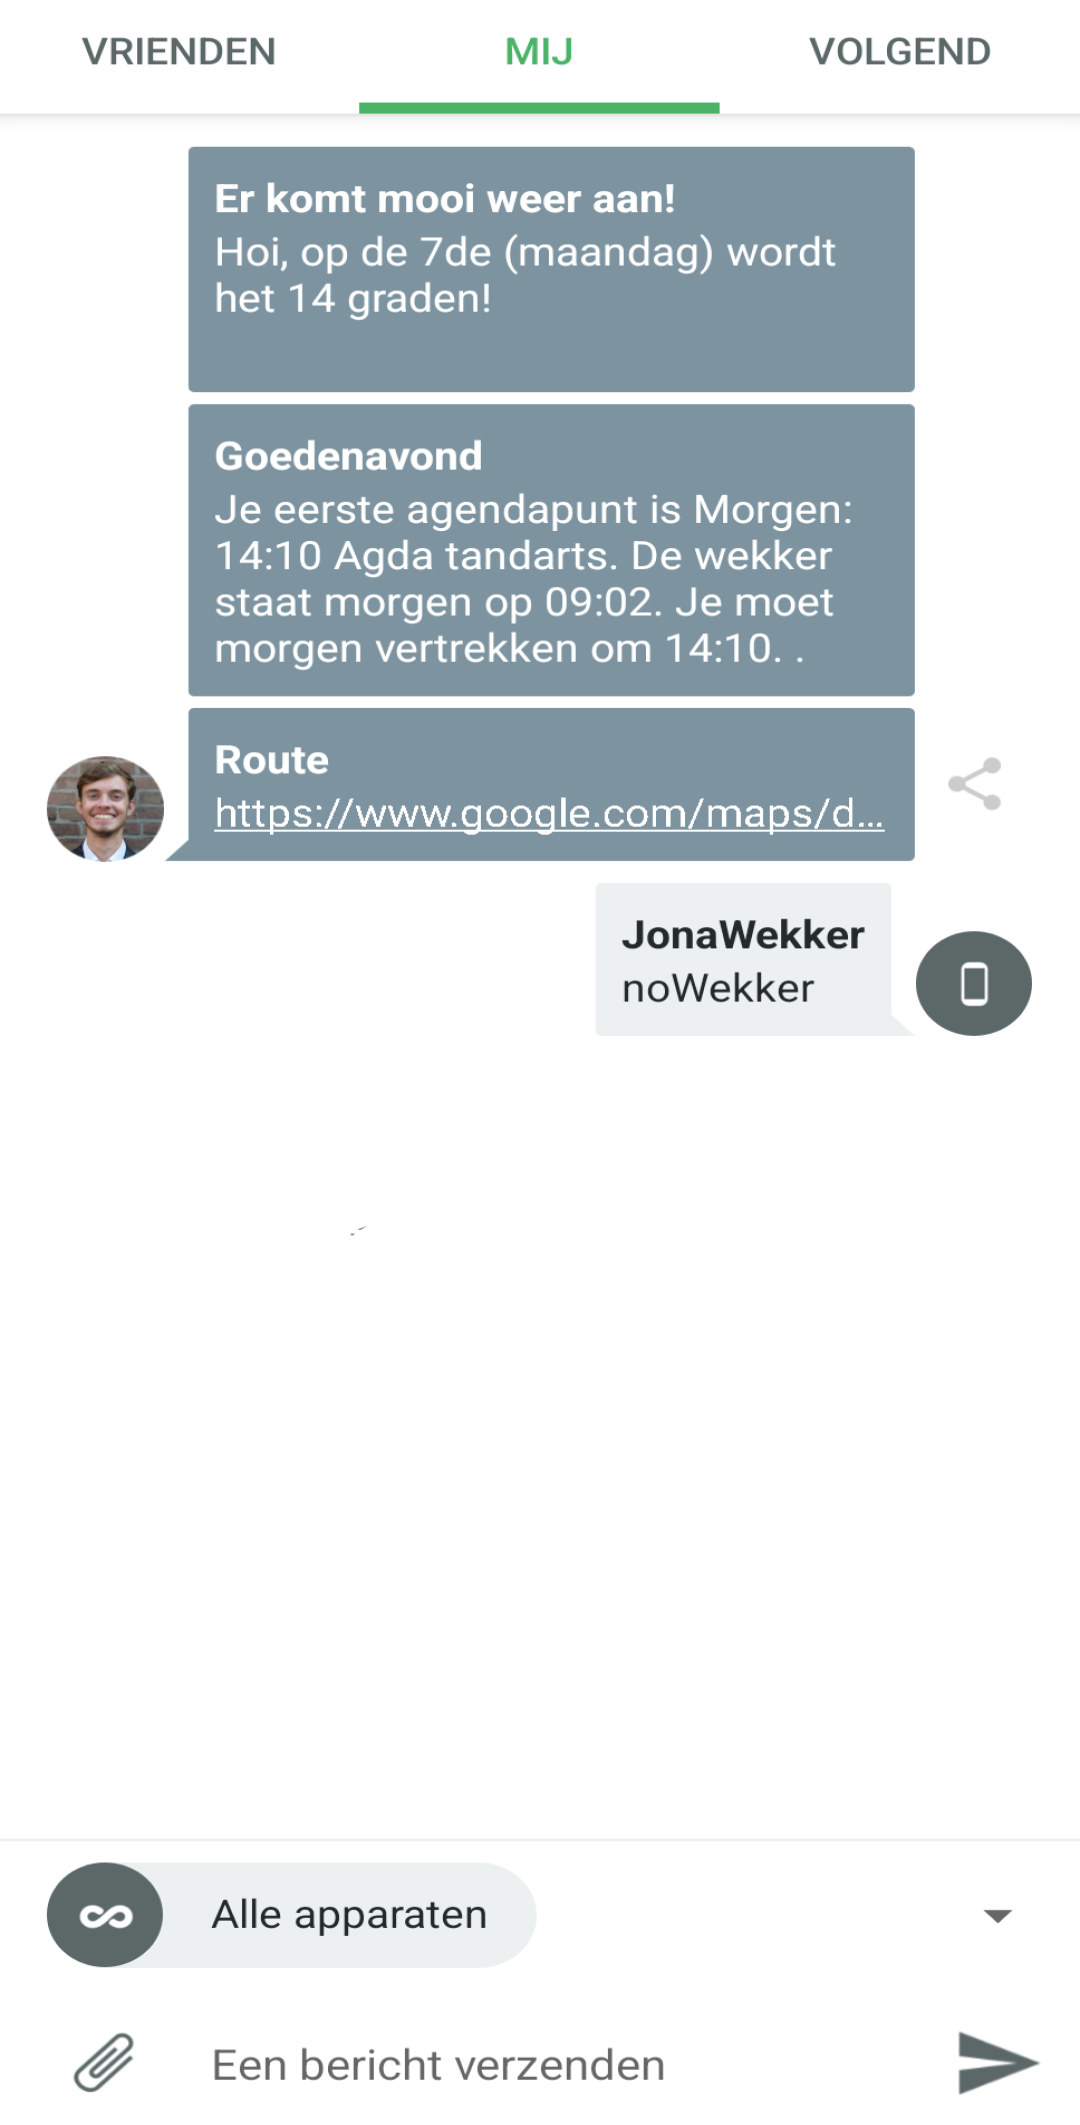 VRIENDEN MIJ VOLGEND
Er komt mooi weer aan!
Hoi, op de 7de (maandag) wordt
het 14 graden!
Goedenavond
Je eerste agendapunt is Morgen:
14:10 Agda tandarts. De wekker
staat morgen op 09:02. Je moet
morgen vertrekken om 14:10. .
Route
https://www.google.com/maps/d...
JonaWekker
noWekker
Alle apparaten
Een bericht verzenden